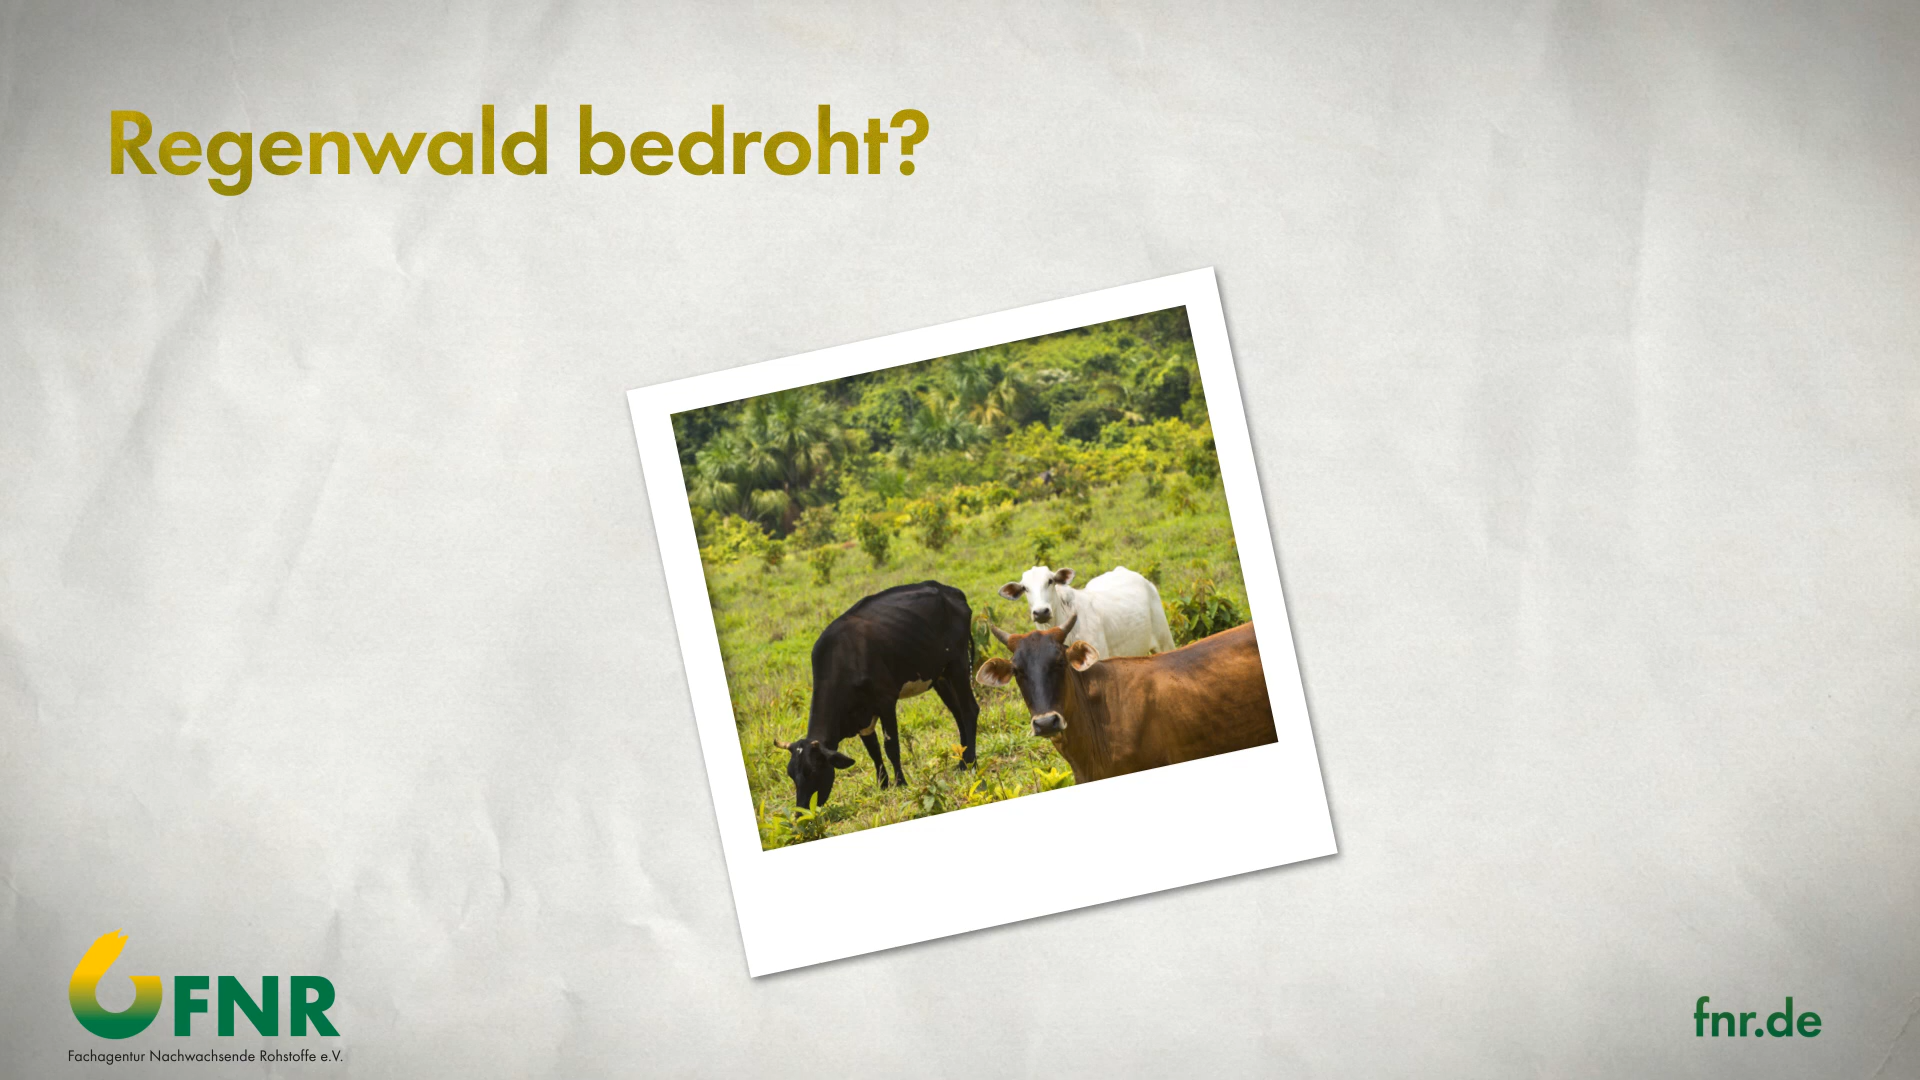 Regenwald bedroht?
FNR
Fachagentur Nachwachsende Rohstoffe e.V.
fnr.de